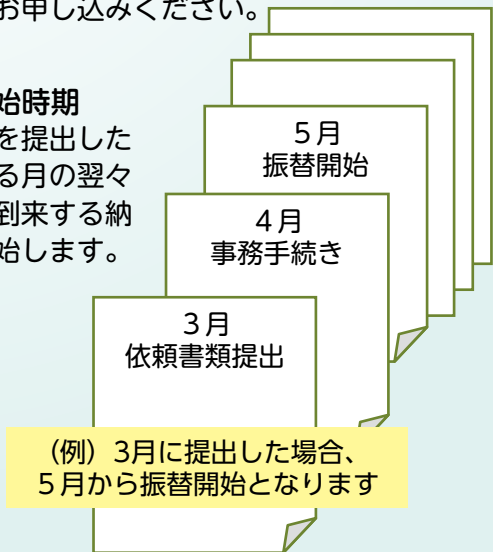 お申し込みください。
始時期
を提出した
る月の翌々
到来する納
始します。
５月
振替開始
４月
事務手続き
３月
依頼書類提出
（例）3月に提出した場合、
５月から振替開始となります